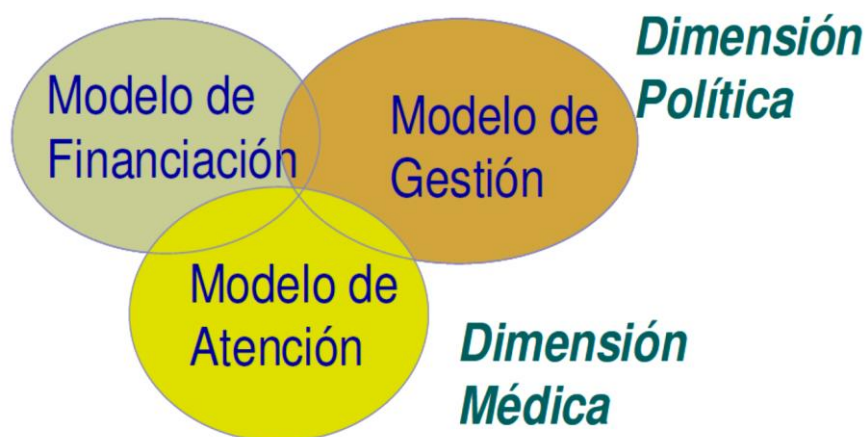 Modelo de
Financiación
Modelo de
Gestión
Dimensión
Política
Modelo de
Atención
Dimensión
Médica